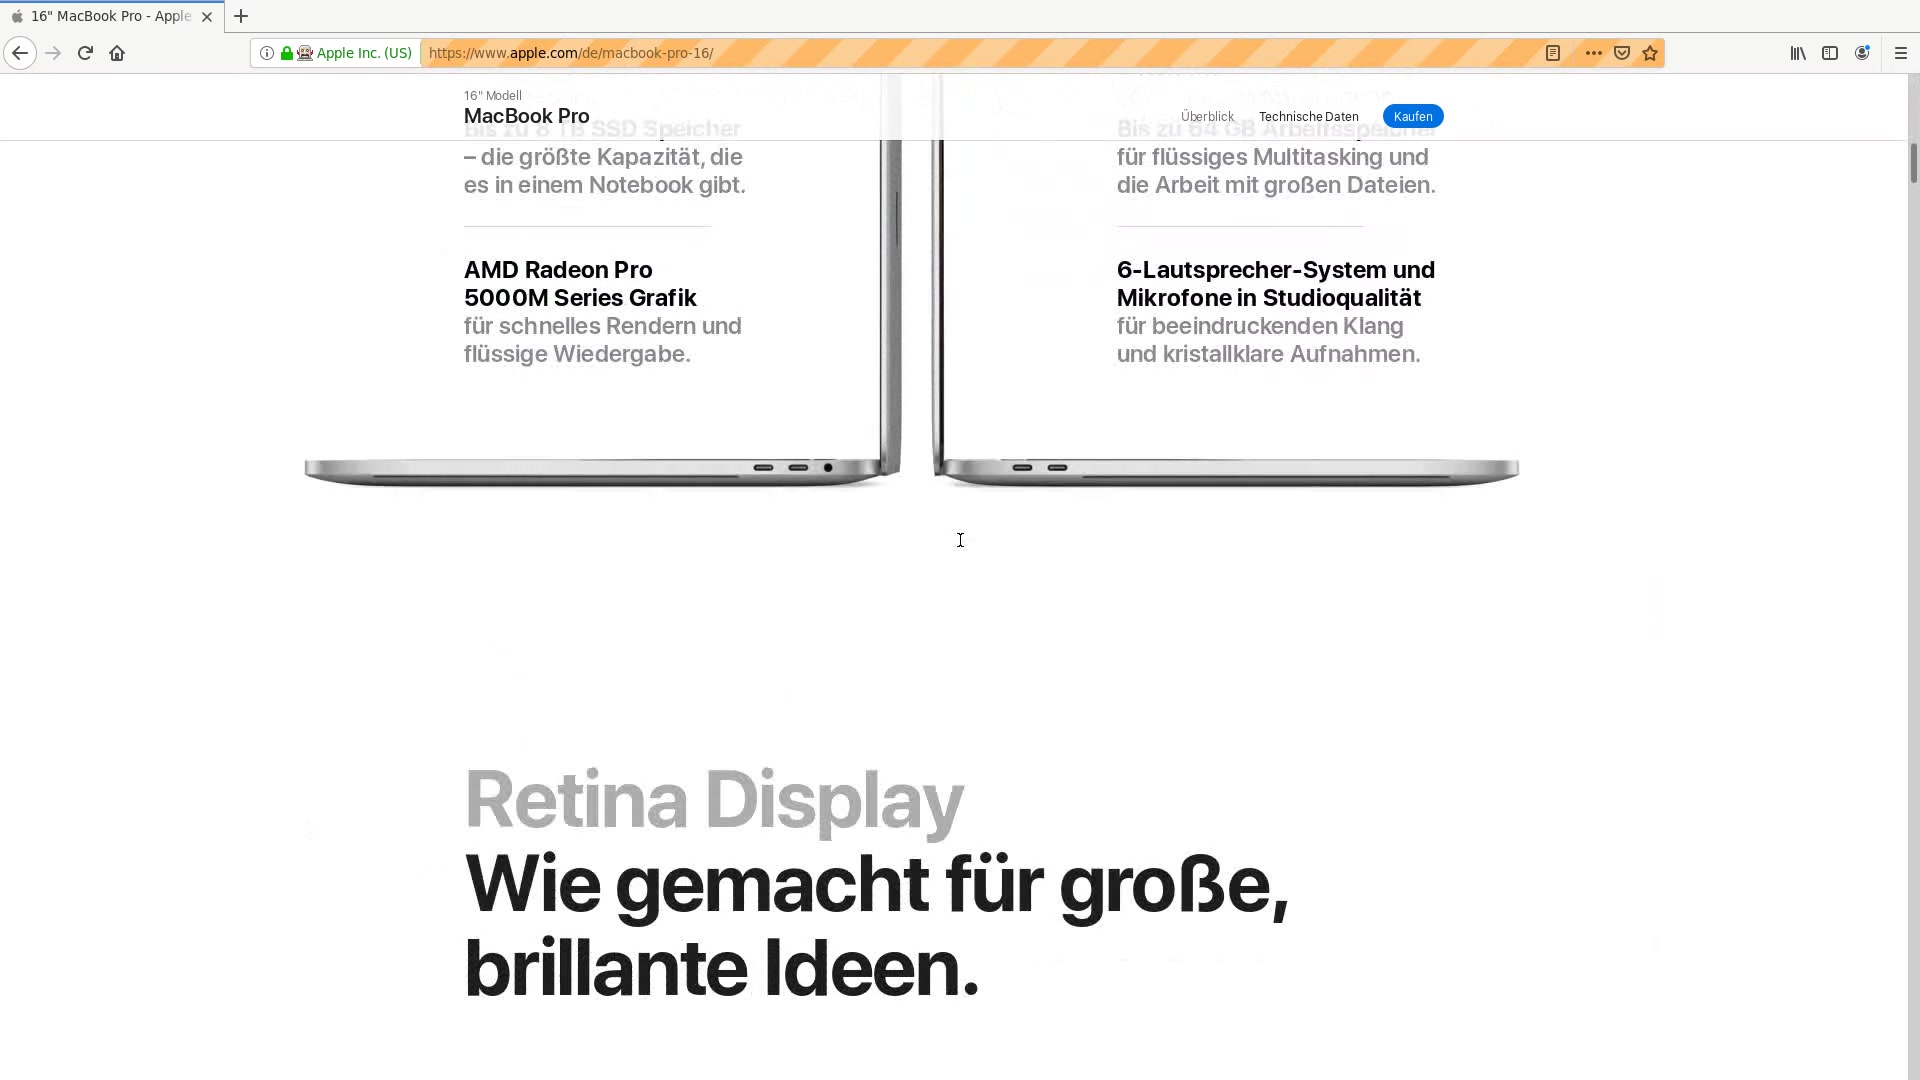 16" MacBook Pro - Apple
Apple Inc. (US)
https://www.apple.com/de/macbook-pro-16/
16" Modell
MacBook Pro
Überblick
Technische Daten
Kaufen
Bis zu 8 TB SSD Speicher
– die größte Kapazität, die
es in einem Notebook gibt.
Bis zu 64 GB Arbeitsspeicher
für flüssiges Multitasking und
die Arbeit mit großen Dateien.
AMD Radeon Pro
5000M Series Grafik
für schnelles Rendern und
flüssige Wiedergabe.
6-Lautsprecher-System und
Mikrofone in Studioqualität
für beeindruckenden Klang
und kristallklare Aufnahmen.
Retina Display
Wie gemacht für große,
brillante Ideen.